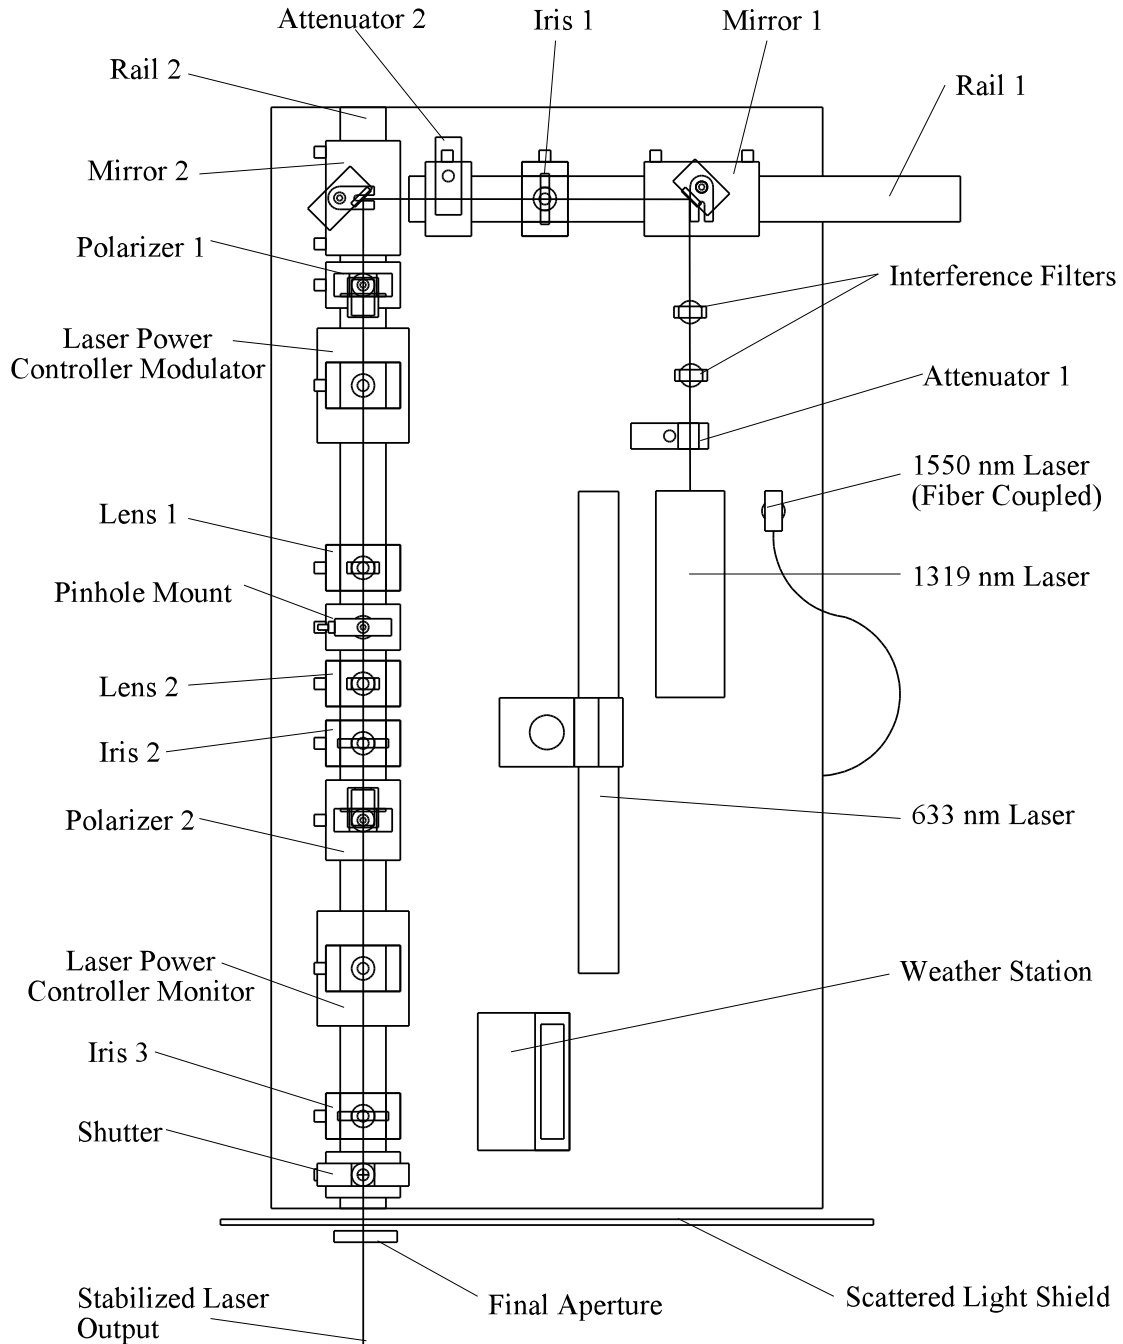 Attenuator 2
Iris 1
Mirror 1
Rail 2
Rail 1
Mirror 2
Polarizer 1
Interference Filters
Laser Power
Controller Modulator
Attenuator 1
1550 nm Laser
(Fiber Coupled)
Lens 1
1319 nm Laser
Pinhole Mount
Lens 2
Iris 2
633 nm Laser
Polarizer 2
Laser Power
Controller Monitor
Weather Station
Iris 3
Shutter
Stabilized Laser
Output
Final Aperture
Scattered Light Shield